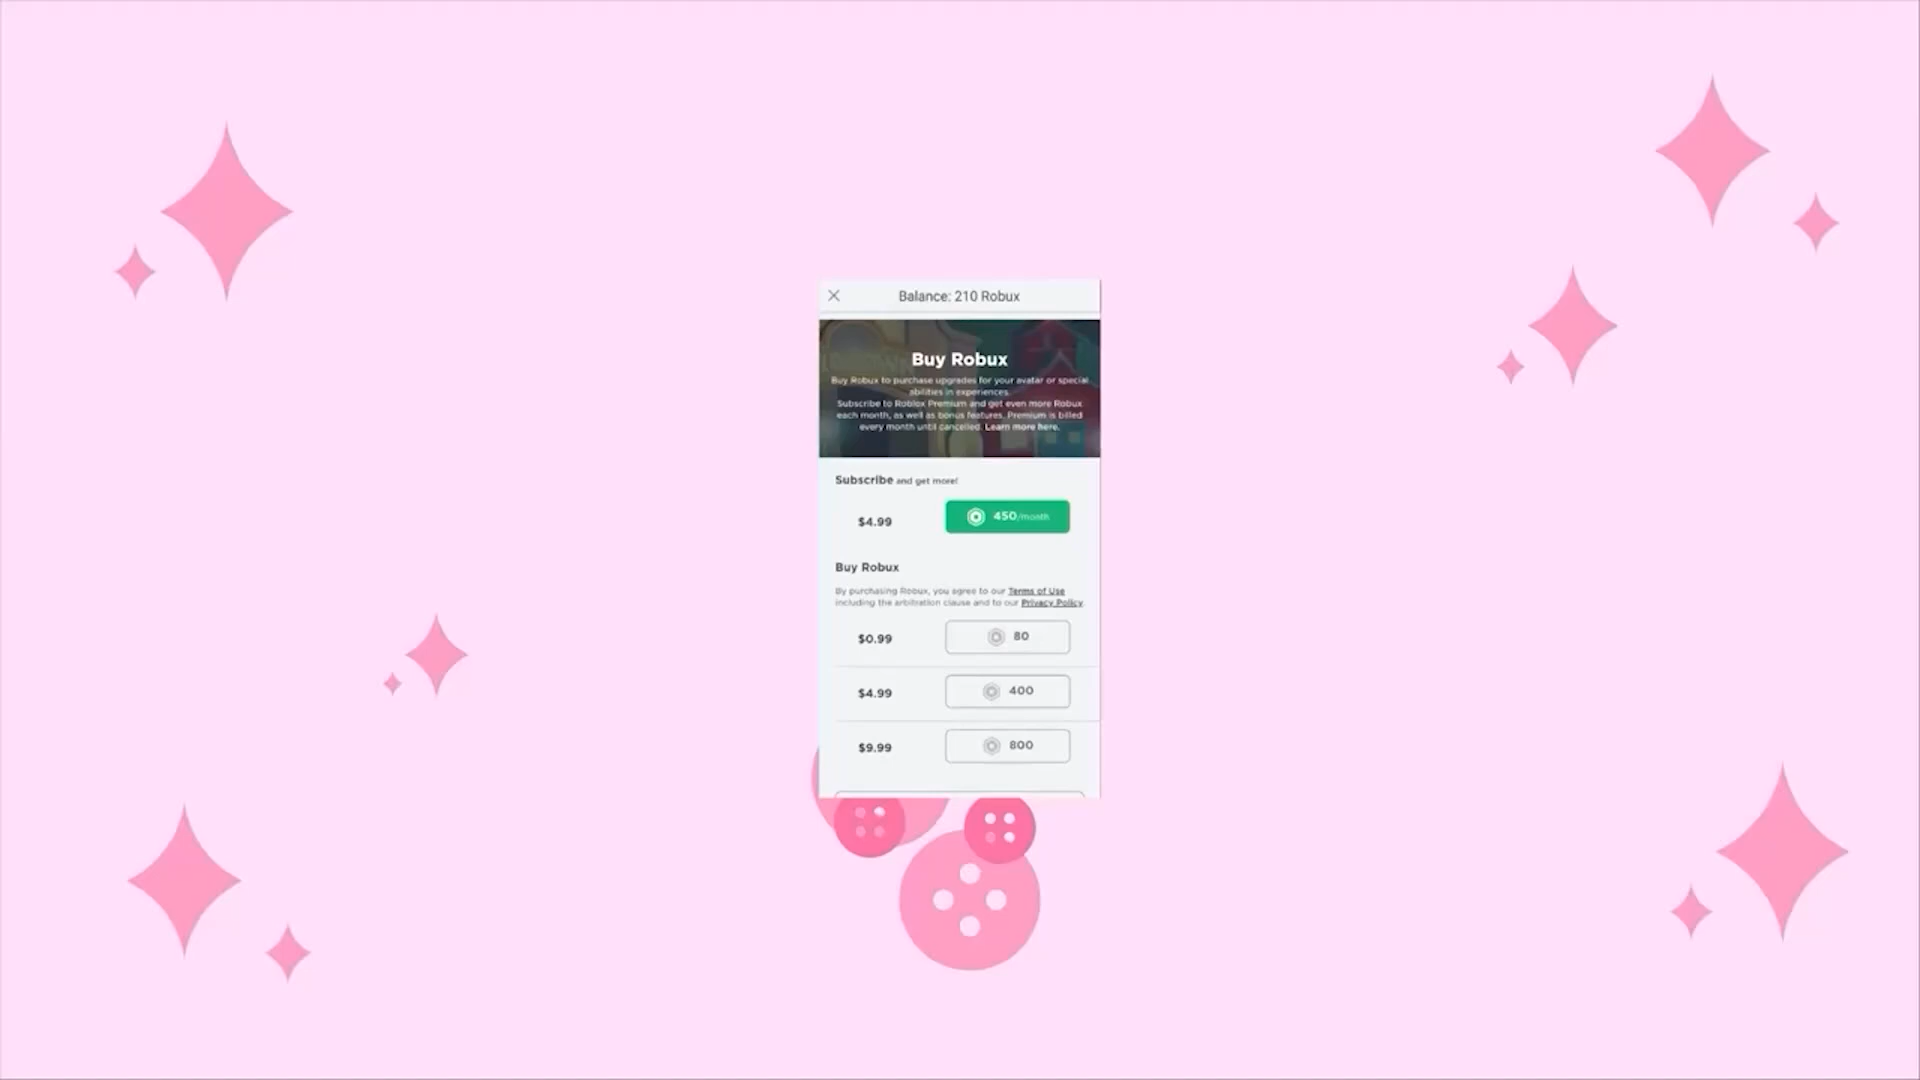 Balance: 210 Robux
Buy Robux
Buy Robux to purchase upgrades for your avatar or special
abilities in experiences.
Subscribe to Roblox Premium and get even more Robux
each month, as well as bonus features. Premium is billed
every month until cancelled. Learn more here.
Subscribe and get more!
$4.99 450/month
Buy Robux
By purchasing Robux, you agree to our Terms of Use
including the arbitration clause and to our Privacy Policy
$0.99 80
$4.99 400
$9.99 800